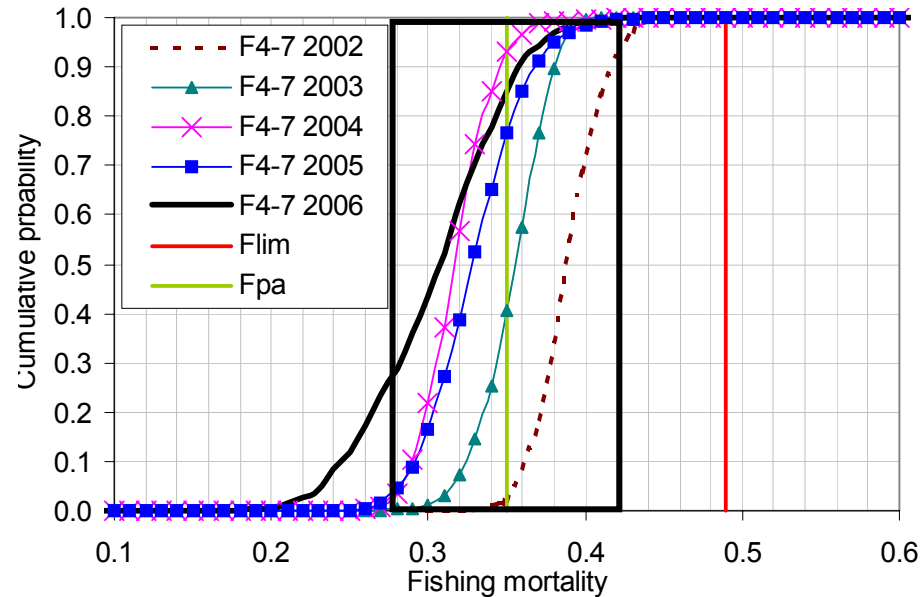 1.0
0.9
0.8
0.7
0.6
0.5
0.4
0.3
0.2
0.1
0.0
Cumulative prbability
F4-7 2002
F4-7 2003
F4-7 2004
F4-7 2005
F4-7 2006
Flim
Fpa
0.1 0.2 0.3 0.4 0.5 0.6
Fishing mortality